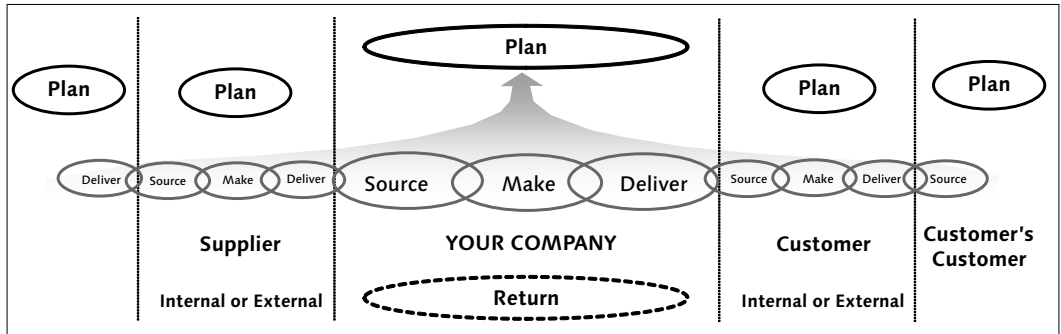 Plan
Plan
Plan
Plan
Plan
Deliver
Source
Make
Deliver
Source
Make
Deliver
Source
Make
Deliver
Source
Supplier
YOUR COMPANY
Customer
Customer's
Customer
Internal or External
Return
Internal or External